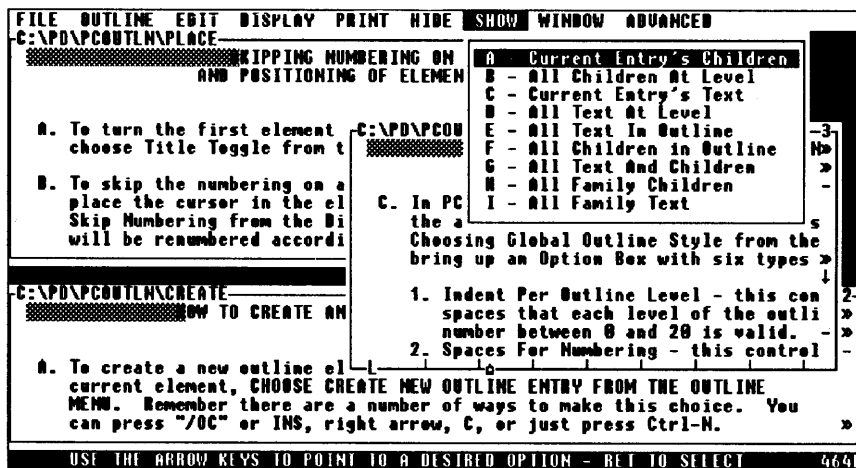 FILE OUTLINE EDIT DISPLAY PRINT HIDE SHOW WINDOW ADVANCED
C:\PD\PCOUTLN\PLACE
KIPPING NUMBERING ON
AND POSITIONING OF ELEMEN
A. To turn the first element
choose Title Toggle from t
B. To skip the numbering on a
place the cursor in the el
Skip Numbering from the Di
will be renumbered accordi
A - Current Entry's Children
B - All Children At Level
C - Current Entry's Text
D - All Text At Level
E - All Text In Outline
F - All Children in Outline
G - All Text And Children
H - All Family Children
I - All Family Text
C:\PD\PCOU
3
N»
»
-
C. In PC
the a s
Choosing Global Outline Style from the
bring up an Option Box with six types »
↓
1. Indent Per Outline Level - this con
spaces that each level of the outli
number between 0 and 20 is valid. -
2. Spaces For Numbering - this control
C:\PD\PCOUTLN\CREATE
2
OW TO CREATE AN
»
»
-
A. To create a new outline el
current element, CHOOSE CREATE NEW OUTLINE ENTRY FROM THE OUTLINE
MENU. Remember there are a number of ways to make this choice. You
can press "/OC" or INS, right arrow, C, or just press Ctrl-N. »
USE THE ARROW KEYS TO POINT TO A DESIRED OPTION - RET TO SELECT 464